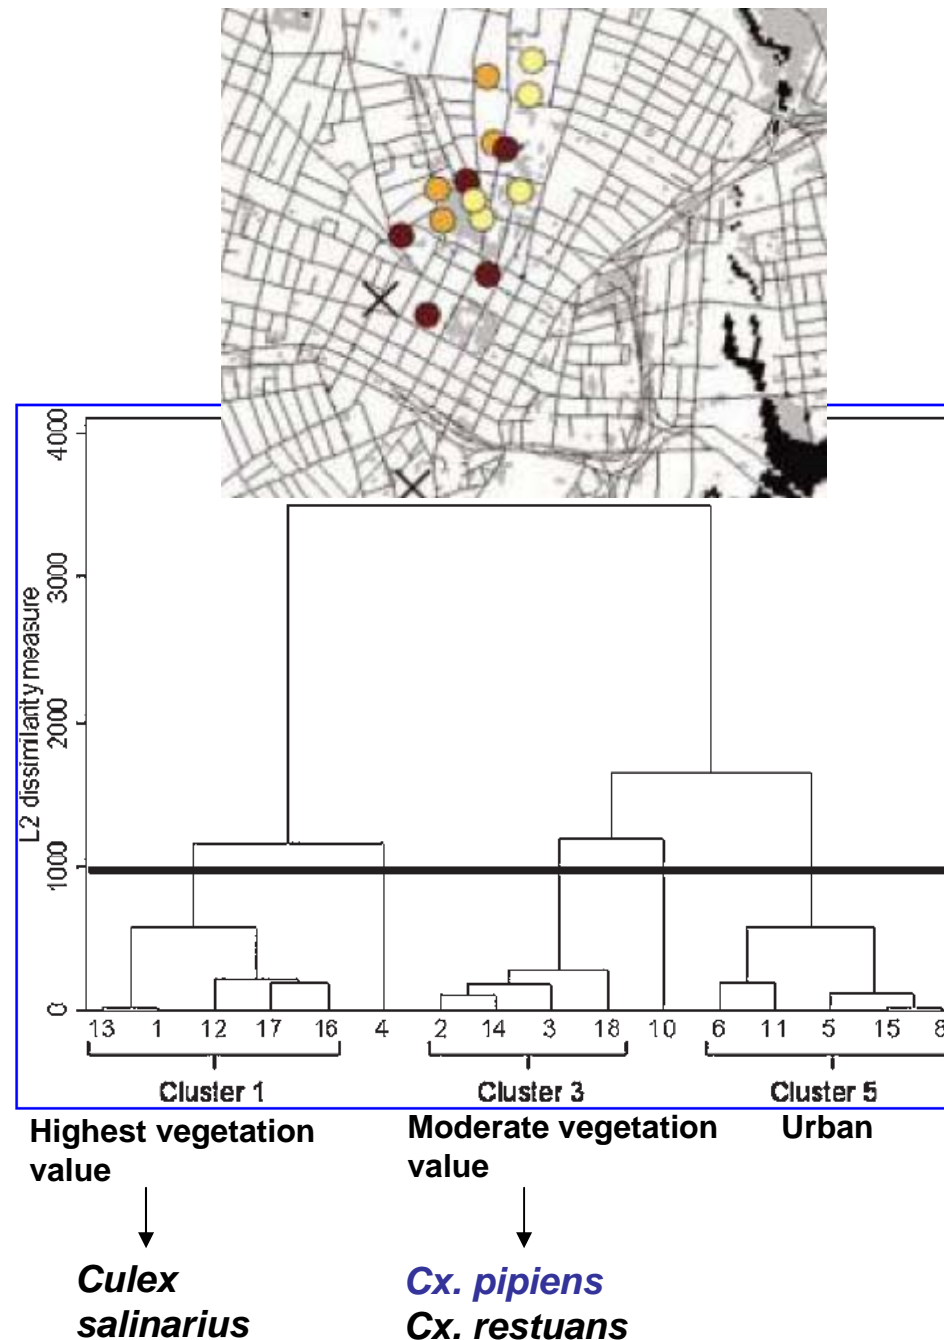 4000
3000
2000
1000
0
L2 dissimilarity measure
13 1 12 17 16 4 2 14 3 18 10 6 11 5 15 8
Cluster 1 Cluster 3 Cluster 5
Highest vegetation value
Moderate vegetation value
Urban
Culex
salinarius
Cx. pipiens
Cx. restuans